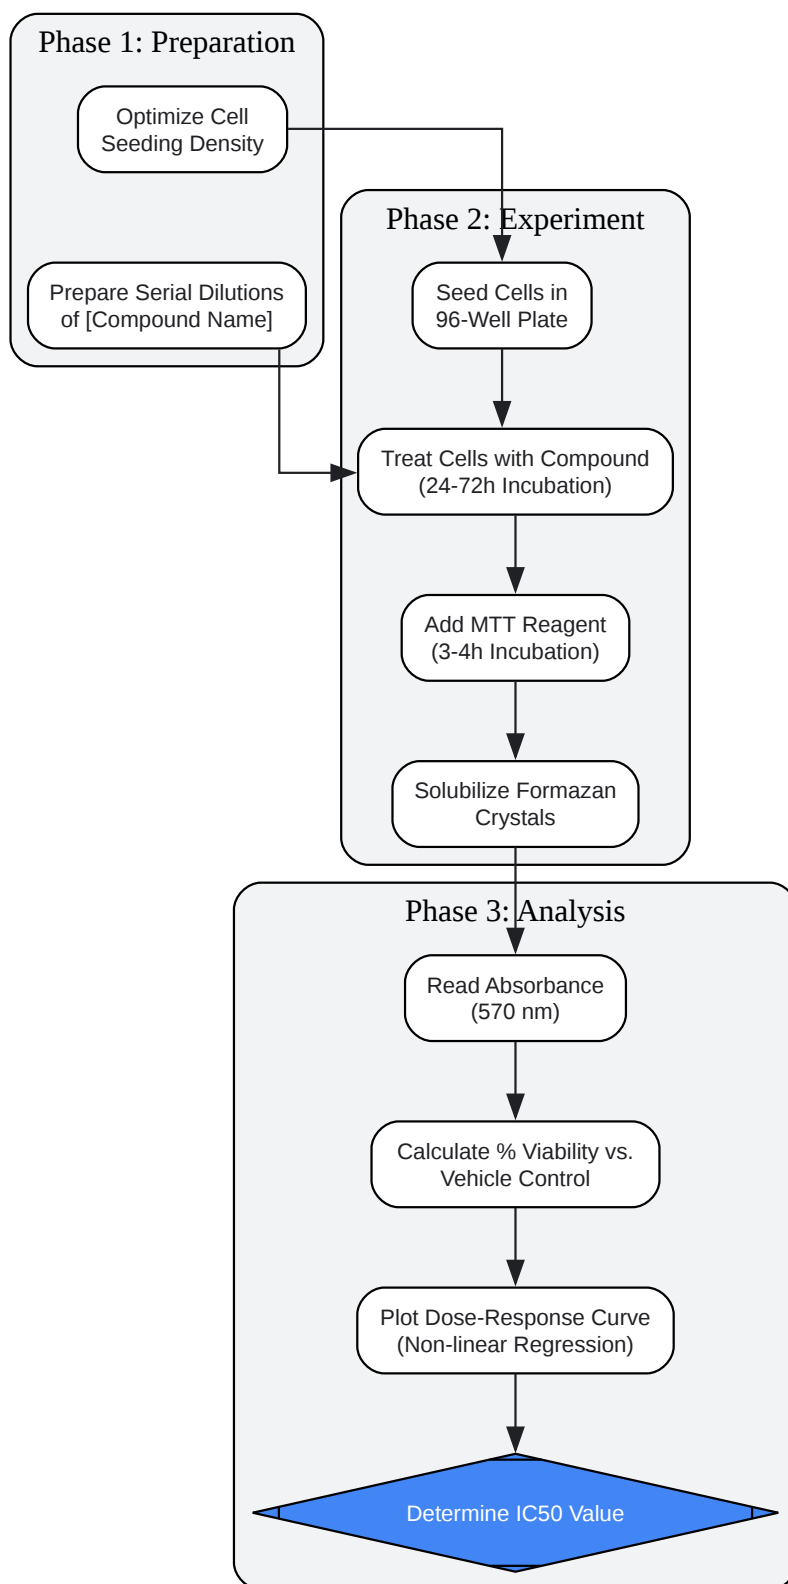 Phase 1: Preparation
Optimize Cell
Seeding Density
Prepare Serial Dilutions
of [Compound Name]
Phase 2: Experiment
Seed Cells in
96-Well Plate
Treat Cells with Compound
(24-72h Incubation)
Add MTT Reagent
(3-4h Incubation)
Solubilize Formazan
Crystals
Phase 3: Analysis
Read Absorbance
(570 nm)
Calculate % Viability vs.
Vehicle Control
Plot Dose-Response Curve
(Non-linear Regression)
Determine IC50 Value